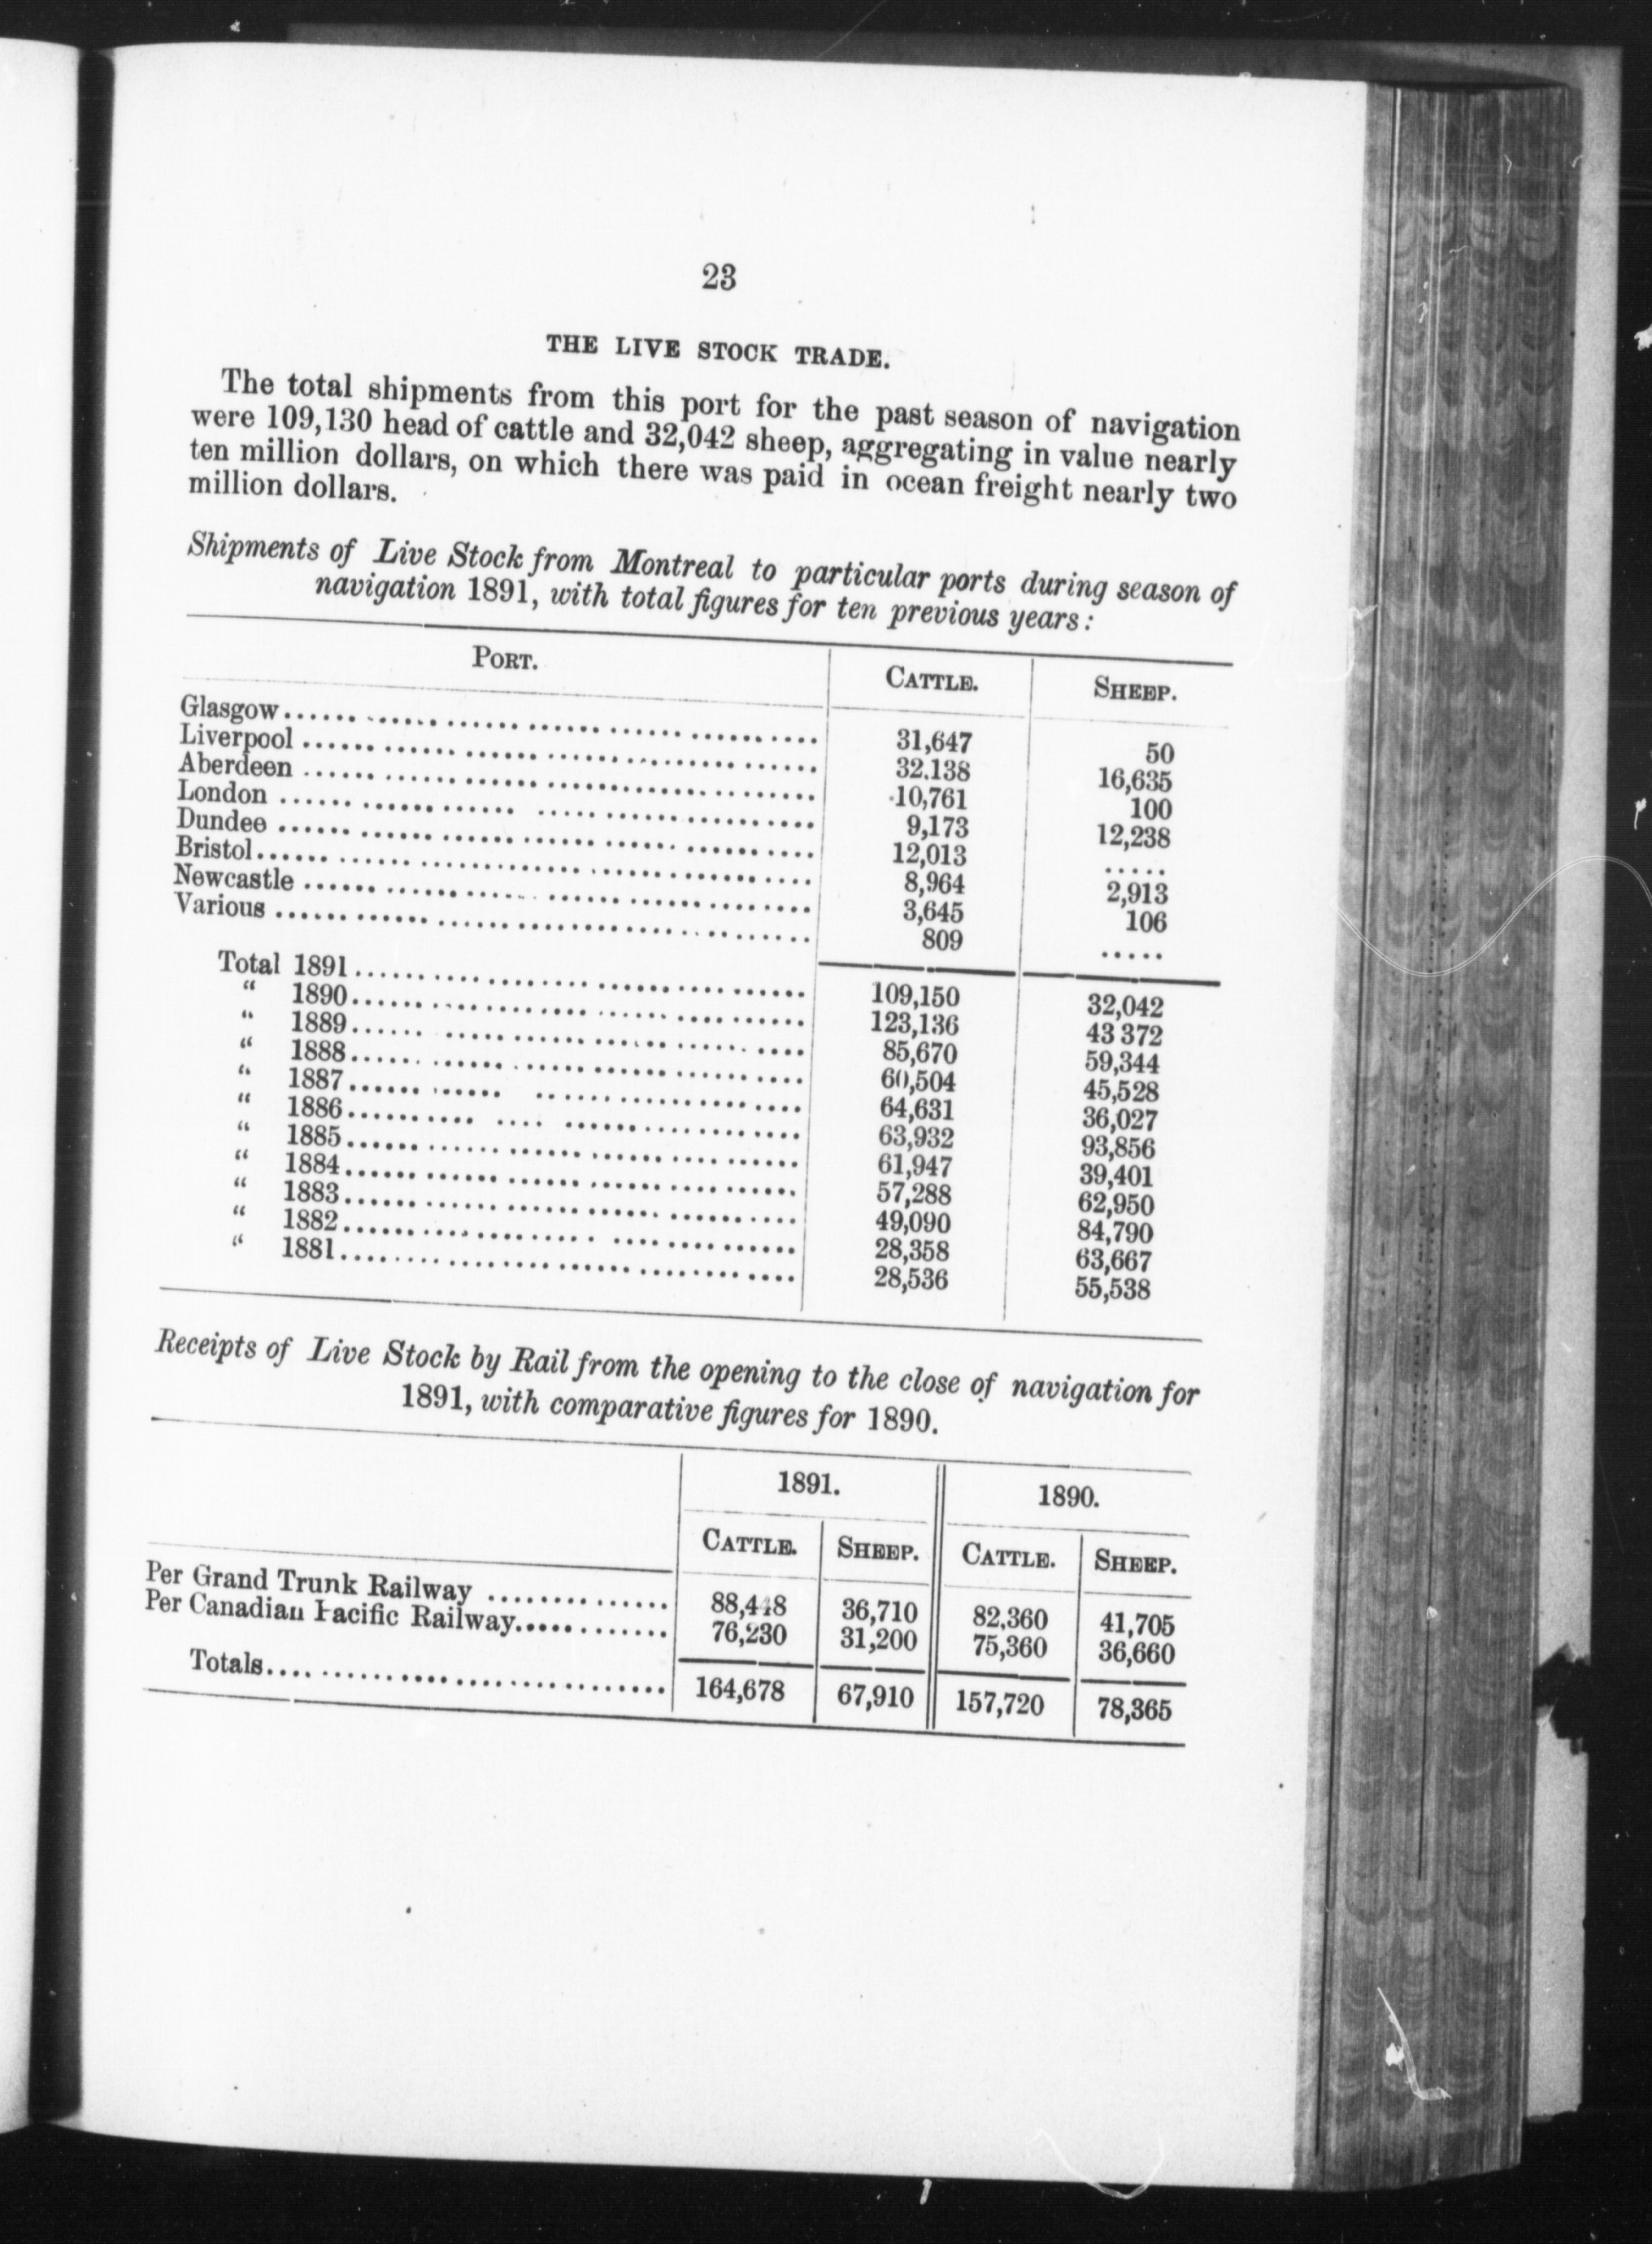 23
THE LIVE STOCK TRADE.
The total shipments from this port for the past season of navigation
were 109,130 head of cattle and 32,042 sheep, aggregating in value nearly
ten million dollars, on which there was paid in ocean freight nearly two
million dollars.
Shipments of Live Stock from Montreal to particular ports during season of
navigation 1891, with total figures for ten previous years:
PORT. CATTLE. SHEEP.
Glasgow 31,647 50
Liverpool 32.138 16,635
Aberdeen 10,761 100
London 9,173 12,238
Dundee 12,013 .....
Bristol 8,964 2,913
Newcastle 3,645 106
Various 809 .....
Total 1891 109,150 32,042
" 1890 123,136 43 372
" 1889 85,670 59,344
" 1888 60,504 45,528
" 1887 64,631 36,027
" 1886 63,932 93,856
" 1885 61,947 39,401
" 1884 57,288 62,950
" 1883 49,090 84,790
" 1882 28,358 63,667
" 1881 28,536 55,538
Receipts of Live Stock by Rail from the opening to the close of navigation for
1891, with comparative figures for 1890.
1891. 1890.
CATTLE. SHEEP. CATTLE. SHEEP.
Per Grand Trunk Railway 88,448 36,710 82,360 41,705
Per Canadian Pacific Railway 76,230 31,200 75,360 36,660
Totals 164,678 67,910 157,720 78,365